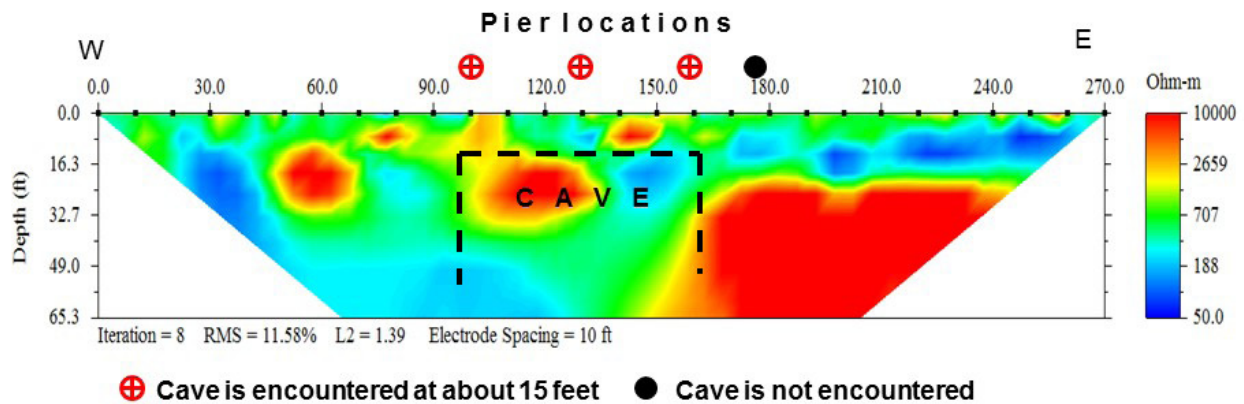 Pier locations
W
E
0.0 30.0 60.0 90.0 120.0 150.0 180.0 210.0 240.0 270.0
Ohm-m
0.0
16.3
32.7
49.0
65.3
Depth (ft)
C A V E
10000
2659
707
188
50.0
Iteration = 8 RMS = 11.58% L2 = 1.39 Electrode Spacing = 10 ft
Cave is encountered at about 15 feet
Cave is not encountered